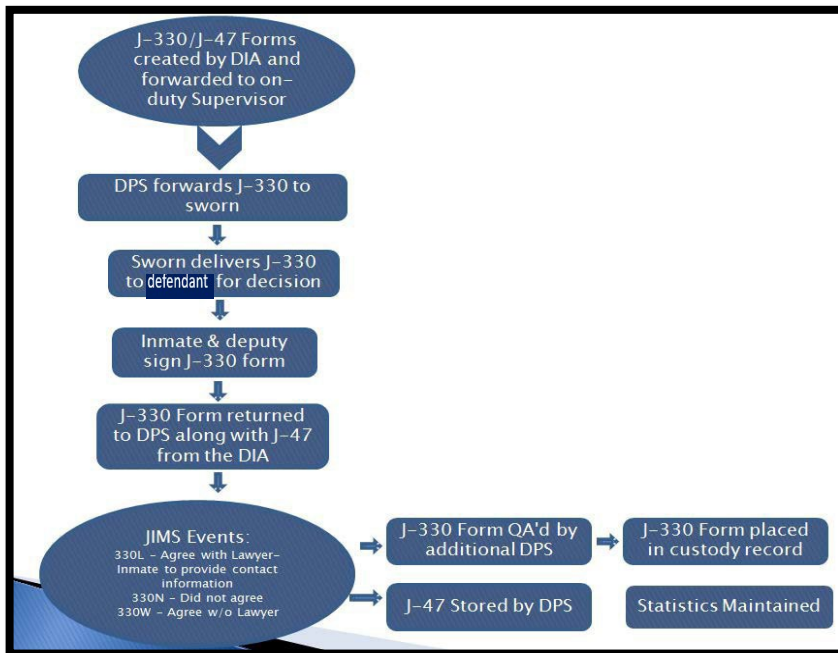 J-330/J-47 Forms
created by DIA and
forwarded to on-
duty Supervisor
DPS forwards J-330 to
sworn
Sworn delivers J-330
to defendant for decision
Inmate & deputy
sign J-330 form
J-330 Form returned
to DPS along with J-47
from the DIA
JIMS Events:
330L - Agree with Lawyer-
Inmate to provide contact
information
330N - Did not agree
330W - Agree w/o Lawyer
J-330 Form QA'd by
additional DPS
J-330 Form placed
in custody record
J-47 Stored by DPS
Statistics Maintained